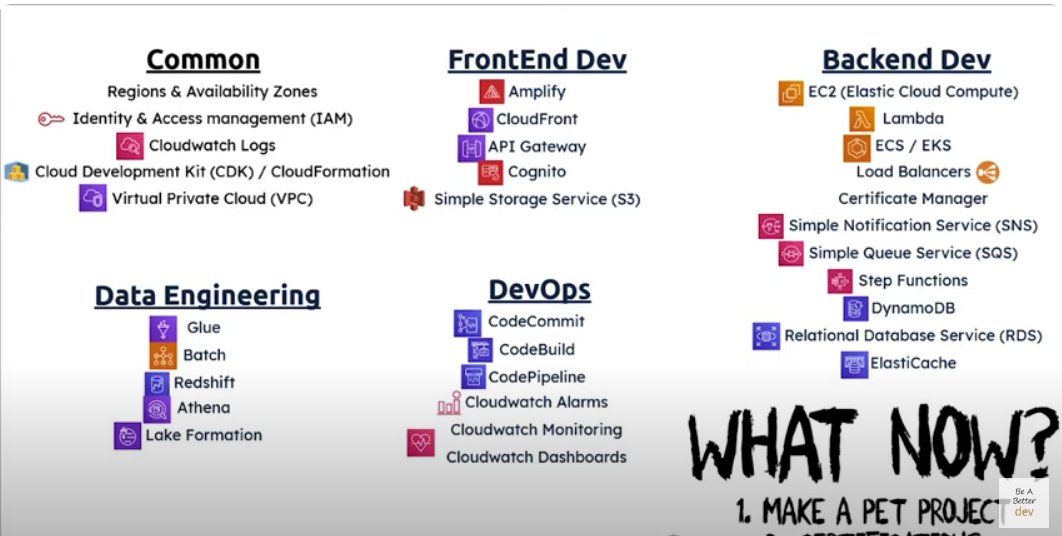 Common
Regions & Availability Zones
Identity & Access management (IAM)
Cloudwatch Logs
Cloud Development Kit (CDK) / CloudFormation
Virtual Private Cloud (VPC)
FrontEnd Dev
Amplify
CloudFront
API Gateway
Cognito
Simple Storage Service (S3)
Backend Dev
EC2 (Elastic Cloud Compute)
Lambda
ECS / EKS
Load Balancers
Certificate Manager
Simple Notification Service (SNS)
Simple Queue Service (SQS)
Step Functions
DynamoDB
Relational Database Service (RDS)
ElastiCache
Data Engineering
Glue
Batch
Redshift
Athena
Lake Formation
DevOps
CodeCommit
CodeBuild
CodePipeline
Cloudwatch Alarms
Cloudwatch Monitoring
Cloudwatch Dashboards
WHAT NOW?
1. MAKE A PET PROJECT
Be A
Better
dev